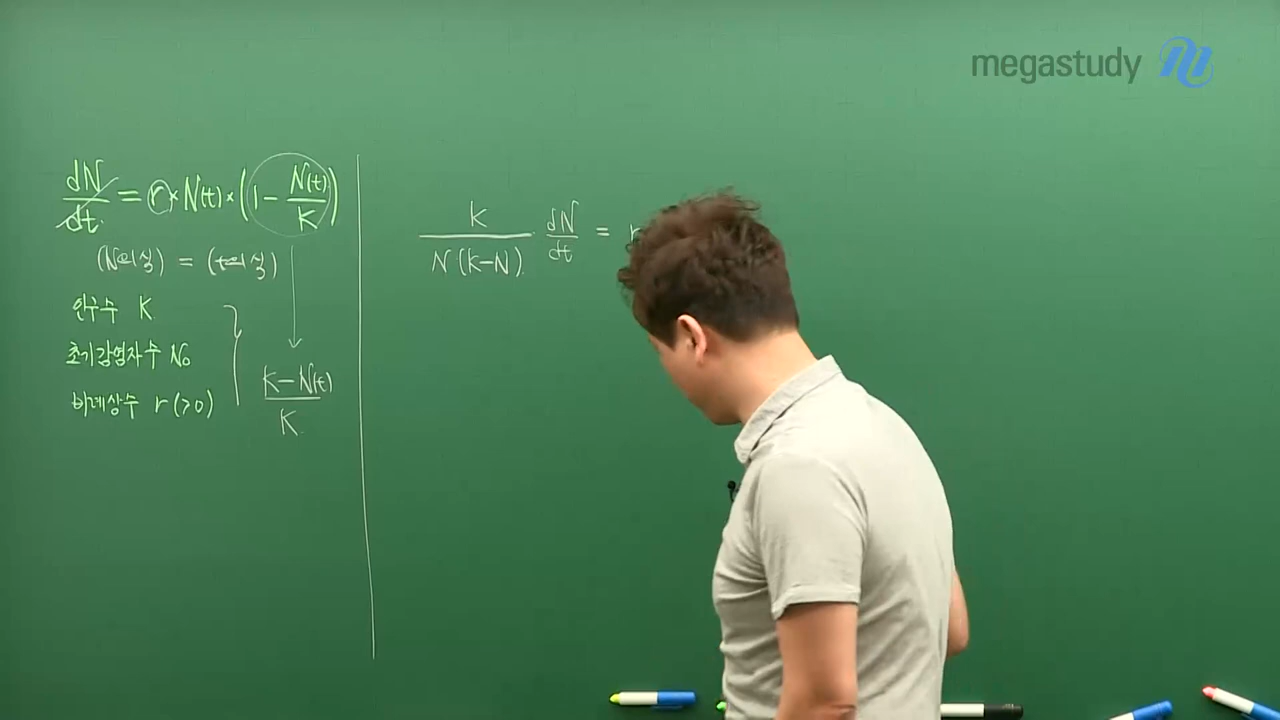 megastudy
dN/dt = r × N(t) × (1 − N(t)/K)
(N의 식) = (t의 식)
인구수 K
초기감염자수 N₀
비례상수 r (>0)
K−N(t)/K
K/N(K−N) · dN/dt = r